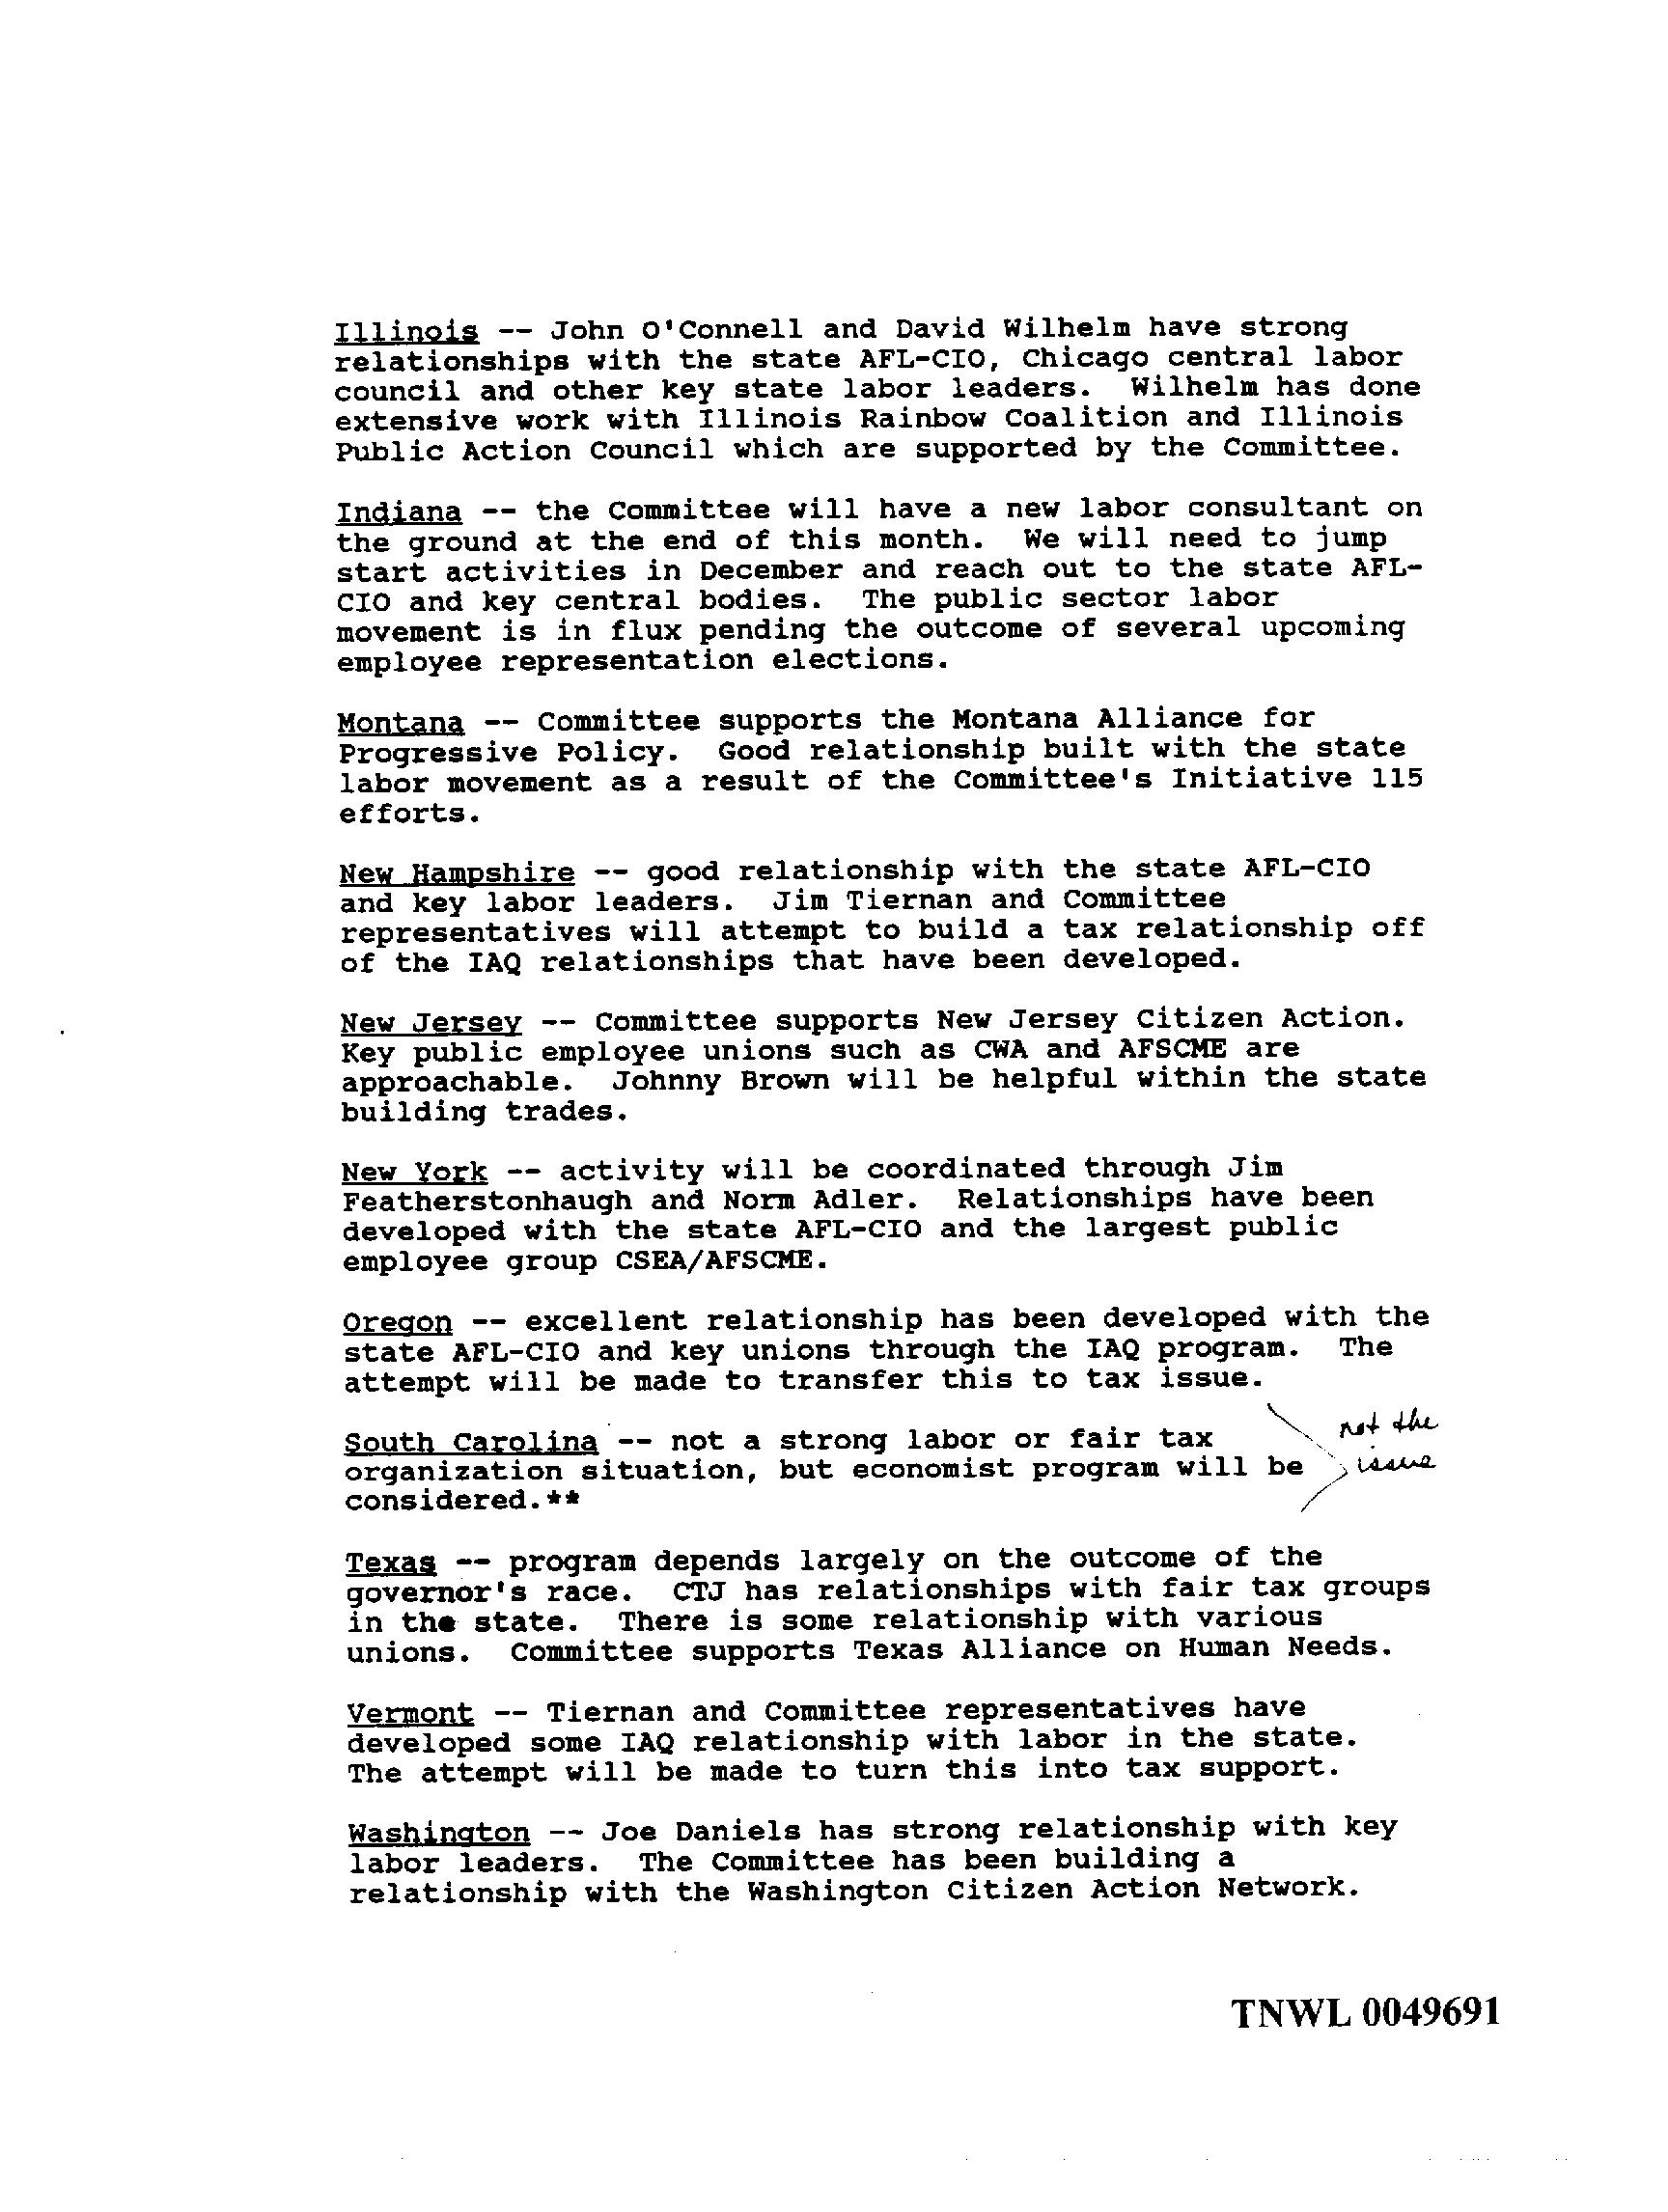 Illinois -- John O'Connell and David Wilhelm have strong
relationships with the state AFL-CIO, Chicago central labor
council and other key state labor leaders.  Wilhelm has done
extensive work with Illinois Rainbow Coalition and Illinois
Public Action Council which are supported by the Committee.
Indiana -- the Committee will have a new labor consultant on
the ground at the end of this month.  We will need to jump
start activities in December and reach out to the state AFL-
CIO and key central bodies.  The public sector labor
movement is in flux pending the outcome of several upcoming
employee representation elections.
Montana -- Committee supports the Montana Alliance for
Progressive Policy.  Good relationship built with the state
labor movement as a result of the Committee's Initiative 115
efforts.
New Hampshire -- good relationship with the state AFL-CIO
and key labor leaders.  Jim Tiernan and Committee
representatives will attempt to build a tax relationship off
of the IAQ relationships that have been developed.
New Jersey -- Committee supports New Jersey Citizen Action.
Key public employee unions such as CWA and AFSCME are
approachable.  Johnny Brown will be helpful within the state
building trades.
New York -- activity will be coordinated through Jim
Featherstonhaugh and Norm Adler.  Relationships have been
developed with the state AFL-CIO and the largest public
employee group CSEA/AFSCME.
Oregon -- excellent relationship has been developed with the
state AFL-CIO and key unions through the IAQ program.  The
attempt will be made to transfer this to tax issue.
South Carolina -- not a strong labor or fair tax
organization situation, but economist program will be
considered.**
not the
issue
Texas -- program depends largely on the outcome of the
governor's race.  CTJ has relationships with fair tax groups
in the state.  There is some relationship with various
unions.  Committee supports Texas Alliance on Human Needs.
Vermont -- Tiernan and Committee representatives have
developed some IAQ relationship with labor in the state.
The attempt will be made to turn this into tax support.
Washington -- Joe Daniels has strong relationship with key
labor leaders.  The Committee has been building a
relationship with the Washington Citizen Action Network.
TNWL 0049691